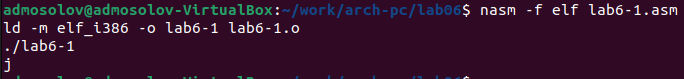 admosolov@admosolov-VirtualBox:~/work/arch-pc/lab06$ nasm -f elf lab6-1.asm
ld -m elf_i386 -o lab6-1 lab6-1.o
./lab6-1
j